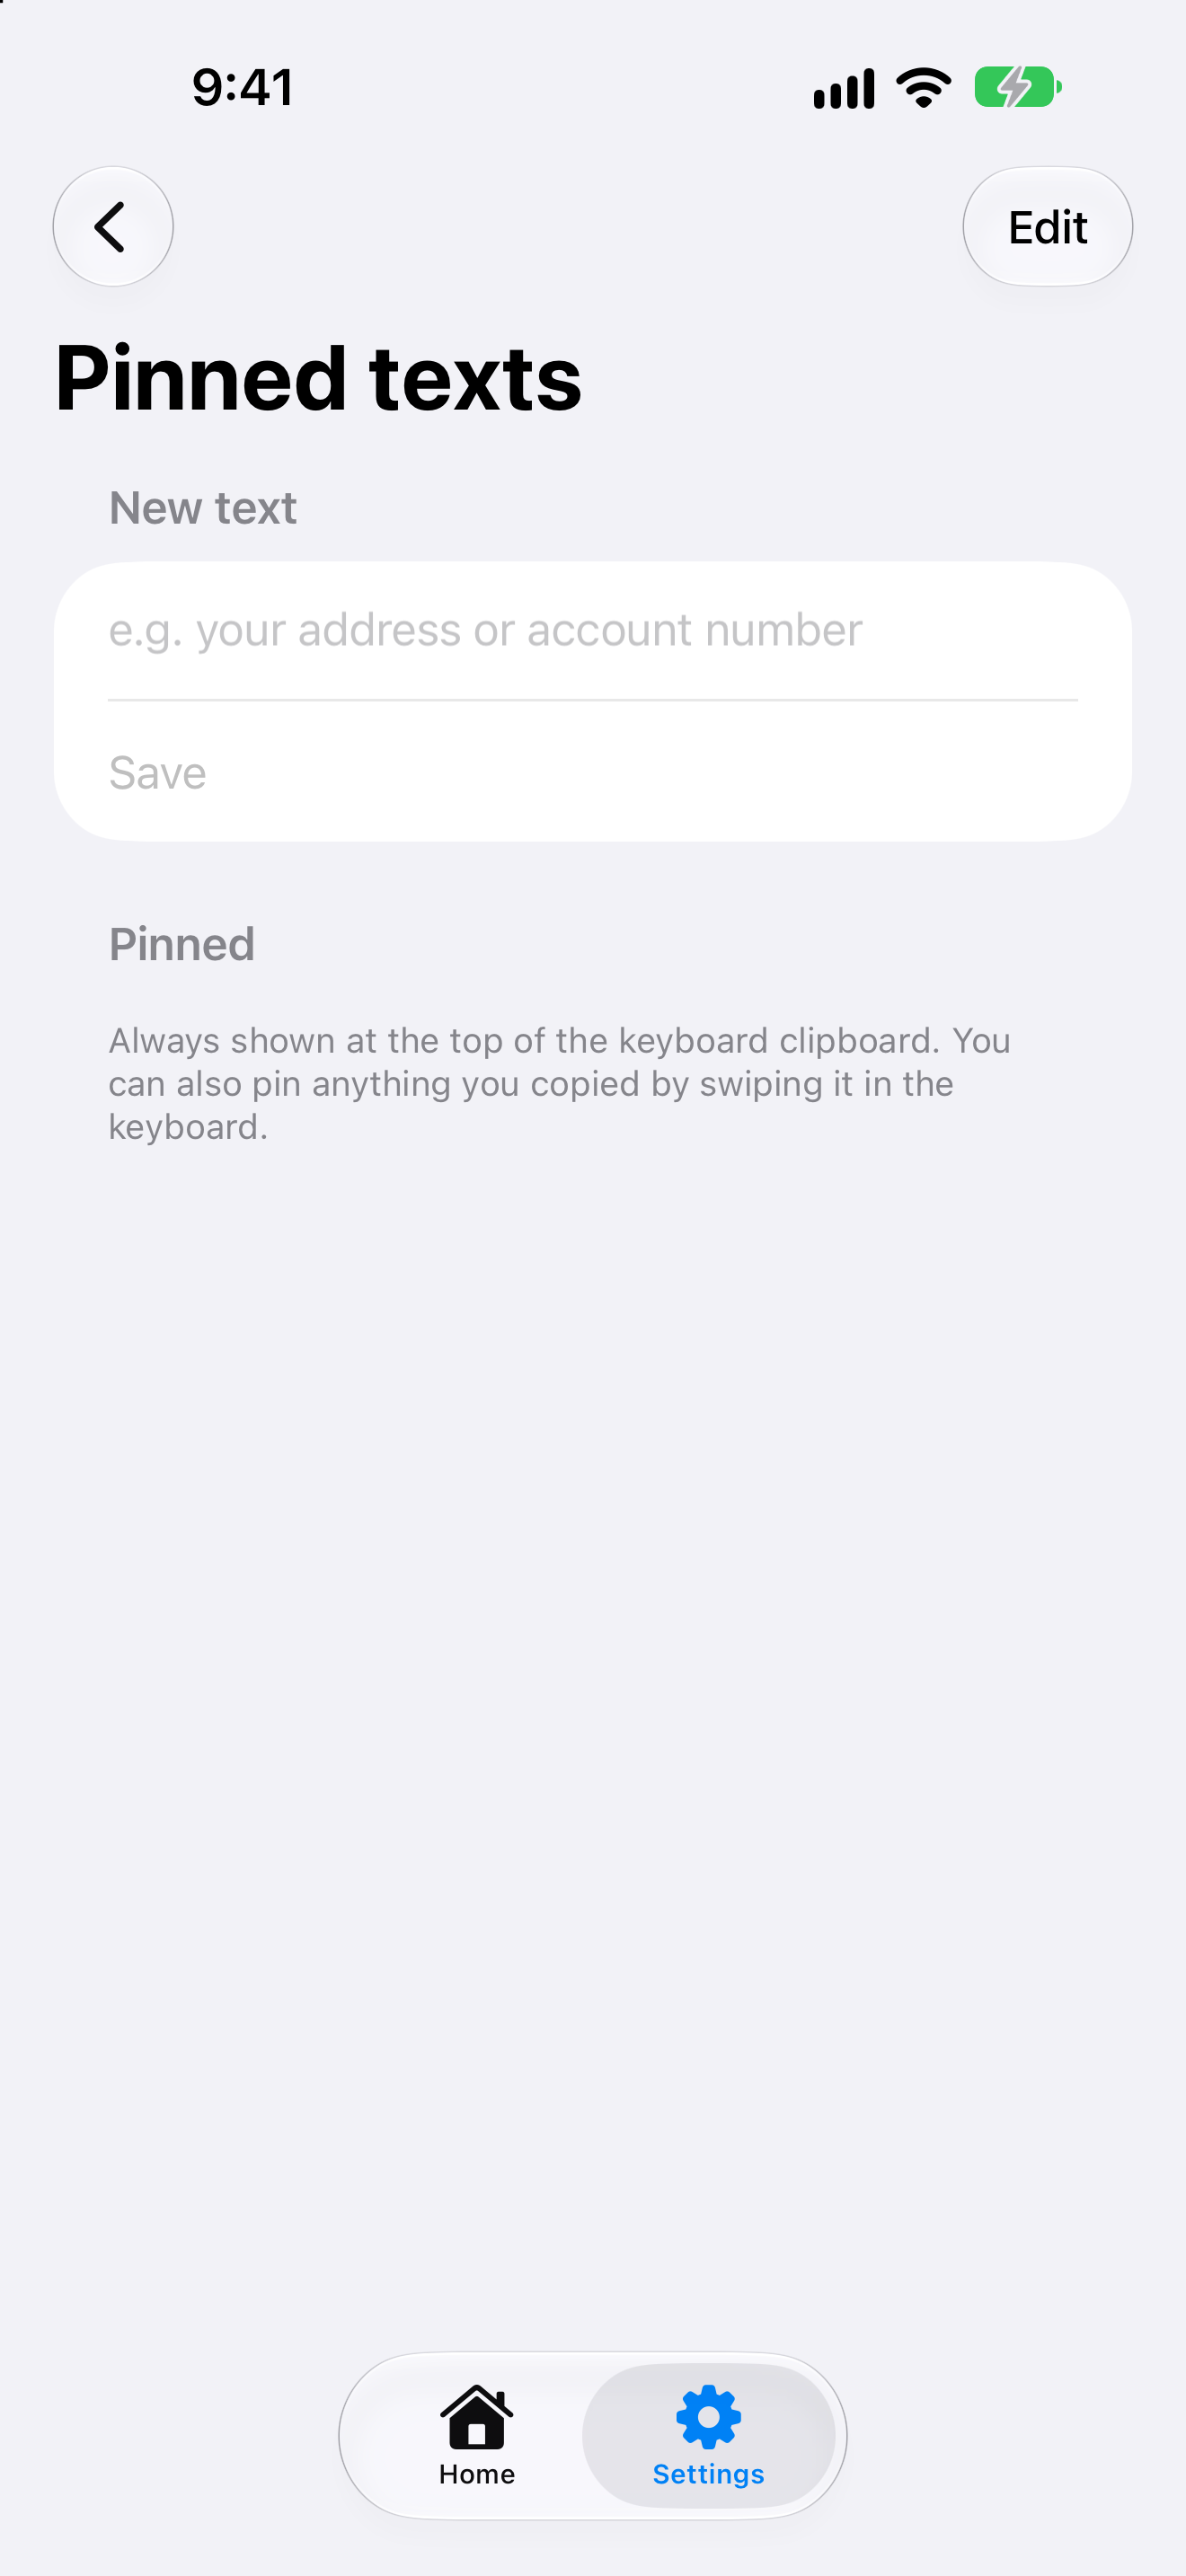 9:41
Edit
Pinned texts
New text
e.g. your address or account number
Save
Pinned
Always shown at the top of the keyboard clipboard. You
can also pin anything you copied by swiping it in the
keyboard.
Home
Settings